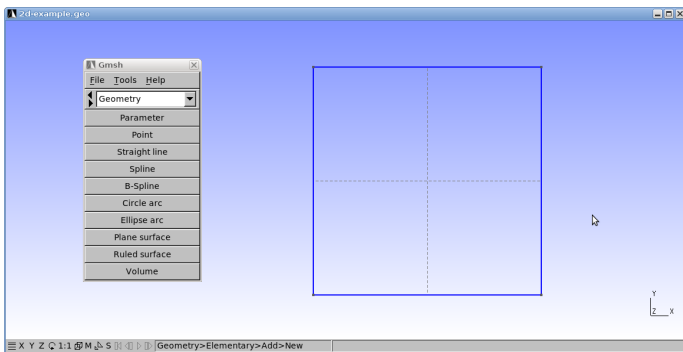 2d-example.geo
Gmsh
File Tools Help
Geometry
Parameter
Point
Straight line
Spline
B-Spline
Circle arc
Ellipse arc
Plane surface
Ruled surface
Volume
Y
Z X
X Y Z 1:1 M S Geometry>Elementary>Add>New